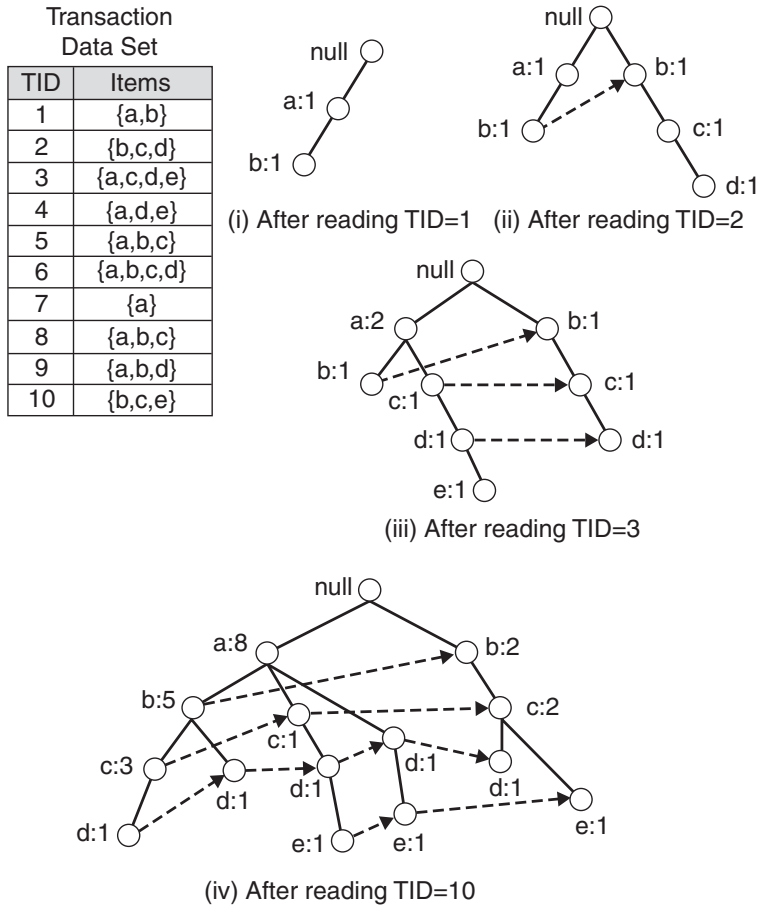 Transaction
Data Set
TID Items
1 {a,b}
2 {b,c,d}
3 {a,c,d,e}
4 {a,d,e}
5 {a,b,c}
6 {a,b,c,d}
7 {a}
8 {a,b,c}
9 {a,b,d}
10 {b,c,e}
null
a:1
b:1
(i) After reading TID=1
null
a:1 b:1
b:1 c:1
d:1
(ii) After reading TID=2
null
a:2 b:1
b:1 c:1 c:1
d:1 d:1
e:1
(iii) After reading TID=3
null
a:8 b:2
b:5 c:2
c:1
c:3 d:1 d:1 d:1 d:1
d:1 e:1 e:1 e:1
(iv) After reading TID=10